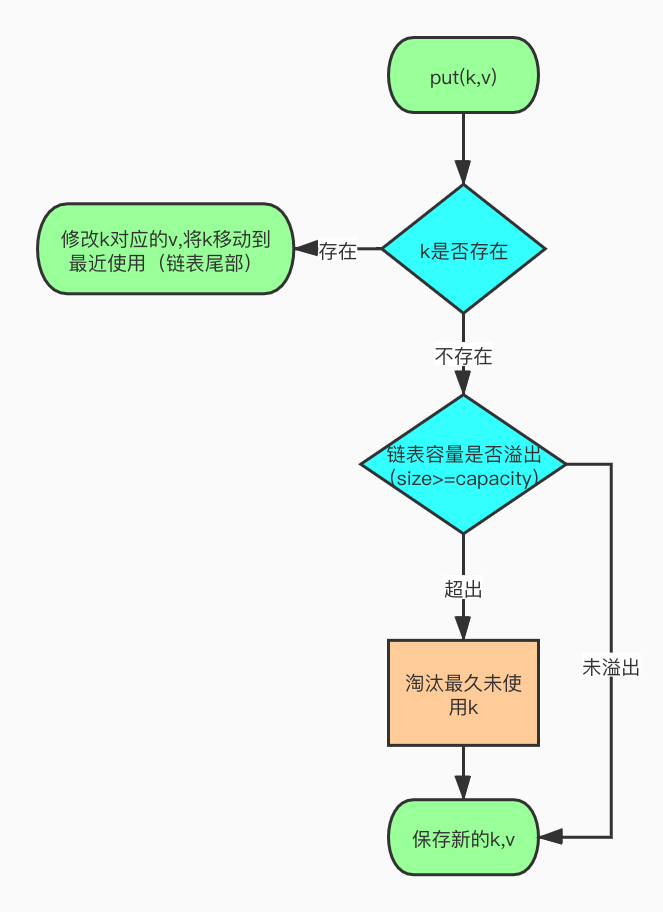 put(k,v)
k是否存在
存在
修改k对应的v,将k移动到
最近使用（链表尾部）
不存在
链表容量是否溢出
(size>=capacity)
超出
未溢出
淘汰最久未使
用k
保存新的k,v